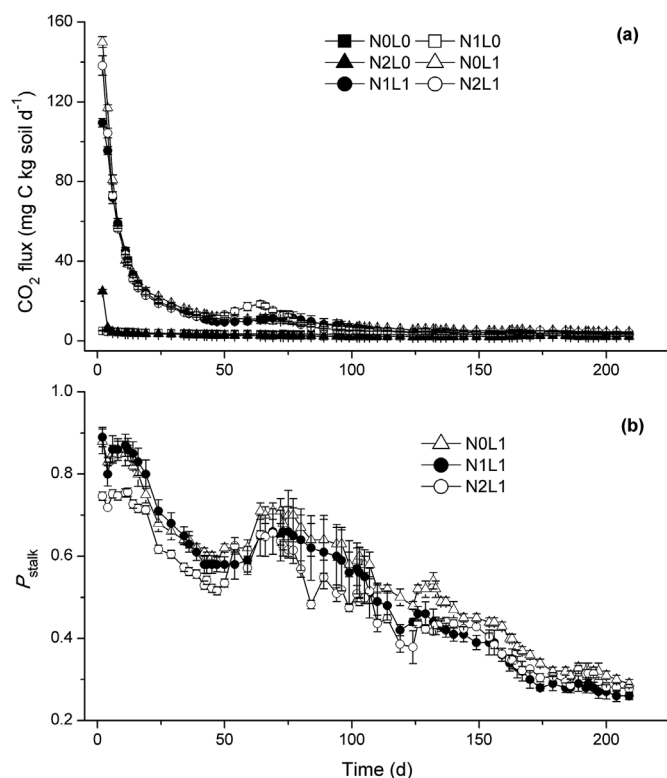 (a)
160
120
80
40
0
CO2 flux (mg C kg soil d-1)
N0L0 N1L0
N2L0 N0L1
N1L1 N2L1
0 50 100 150 200
(b)
1.0
0.8
0.6
0.4
0.2
Pstalk
N0L1
N1L1
N2L1
0 50 100 150 200
Time (d)